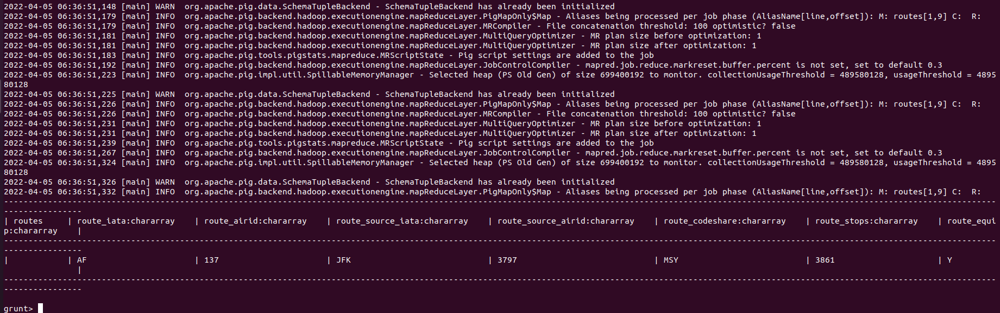 2022-04-05 06:36:51,148 [main] WARN  org.apache.pig.data.SchemaTupleBackend - SchemaTupleBackend has already been initialized
2022-04-05 06:36:51,179 [main] INFO  org.apache.pig.backend.hadoop.executionengine.mapReduceLayer.PigMapOnly$Map - Aliases being processed per job phase (AliasName[line,offset]): M: routes[1,9] C:  R:
2022-04-05 06:36:51,179 [main] INFO  org.apache.pig.backend.hadoop.executionengine.mapReduceLayer.MRCompiler - File concatenation threshold: 100 optimistic? false
2022-04-05 06:36:51,181 [main] INFO  org.apache.pig.backend.hadoop.executionengine.mapReduceLayer.MultiQueryOptimizer - MR plan size before optimization: 1
2022-04-05 06:36:51,181 [main] INFO  org.apache.pig.backend.hadoop.executionengine.mapReduceLayer.MultiQueryOptimizer - MR plan size after optimization: 1
2022-04-05 06:36:51,183 [main] INFO  org.apache.pig.tools.pigstats.mapreduce.MRScriptState - Pig script settings are added to the job
2022-04-05 06:36:51,192 [main] INFO  org.apache.pig.backend.hadoop.executionengine.mapReduceLayer.JobControlCompiler - mapred.job.reduce.markreset.buffer.percent is not set, set to default 0.3
2022-04-05 06:36:51,223 [main] INFO  org.apache.pig.impl.util.SpillableMemoryManager - Selected heap (PS Old Gen) of size 699400192 to monitor. collectionUsageThreshold = 489580128, usageThreshold = 4895
80128
2022-04-05 06:36:51,225 [main] WARN  org.apache.pig.data.SchemaTupleBackend - SchemaTupleBackend has already been initialized
2022-04-05 06:36:51,226 [main] INFO  org.apache.pig.backend.hadoop.executionengine.mapReduceLayer.PigMapOnly$Map - Aliases being processed per job phase (AliasName[line,offset]): M: routes[1,9] C:  R:
2022-04-05 06:36:51,226 [main] INFO  org.apache.pig.backend.hadoop.executionengine.mapReduceLayer.MRCompiler - File concatenation threshold: 100 optimistic? false
2022-04-05 06:36:51,231 [main] INFO  org.apache.pig.backend.hadoop.executionengine.mapReduceLayer.MultiQueryOptimizer - MR plan size before optimization: 1
2022-04-05 06:36:51,231 [main] INFO  org.apache.pig.backend.hadoop.executionengine.mapReduceLayer.MultiQueryOptimizer - MR plan size after optimization: 1
2022-04-05 06:36:51,239 [main] INFO  org.apache.pig.tools.pigstats.mapreduce.MRScriptState - Pig script settings are added to the job
2022-04-05 06:36:51,267 [main] INFO  org.apache.pig.backend.hadoop.executionengine.mapReduceLayer.JobControlCompiler - mapred.job.reduce.markreset.buffer.percent is not set, set to default 0.3
2022-04-05 06:36:51,324 [main] INFO  org.apache.pig.impl.util.SpillableMemoryManager - Selected heap (PS Old Gen) of size 699400192 to monitor. collectionUsageThreshold = 489580128, usageThreshold = 4895
80128
2022-04-05 06:36:51,326 [main] WARN  org.apache.pig.data.SchemaTupleBackend - SchemaTupleBackend has already been initialized
2022-04-05 06:36:51,332 [main] INFO  org.apache.pig.backend.hadoop.executionengine.mapReduceLayer.PigMapOnly$Map - Aliases being processed per job phase (AliasName[line,offset]): M: routes[1,9] C:  R:
| routes     | route_iata:chararray    | route_airid:chararray    | route_source_iata:chararray    | route_source_airid:chararray    | route_codeshare:chararray    | route_stops:chararray    | route_equi
p:chararray    |
|            | AF                      | 137                      | JFK                            | 3797                            | MSY                          | 3861                     | Y
               |
grunt>